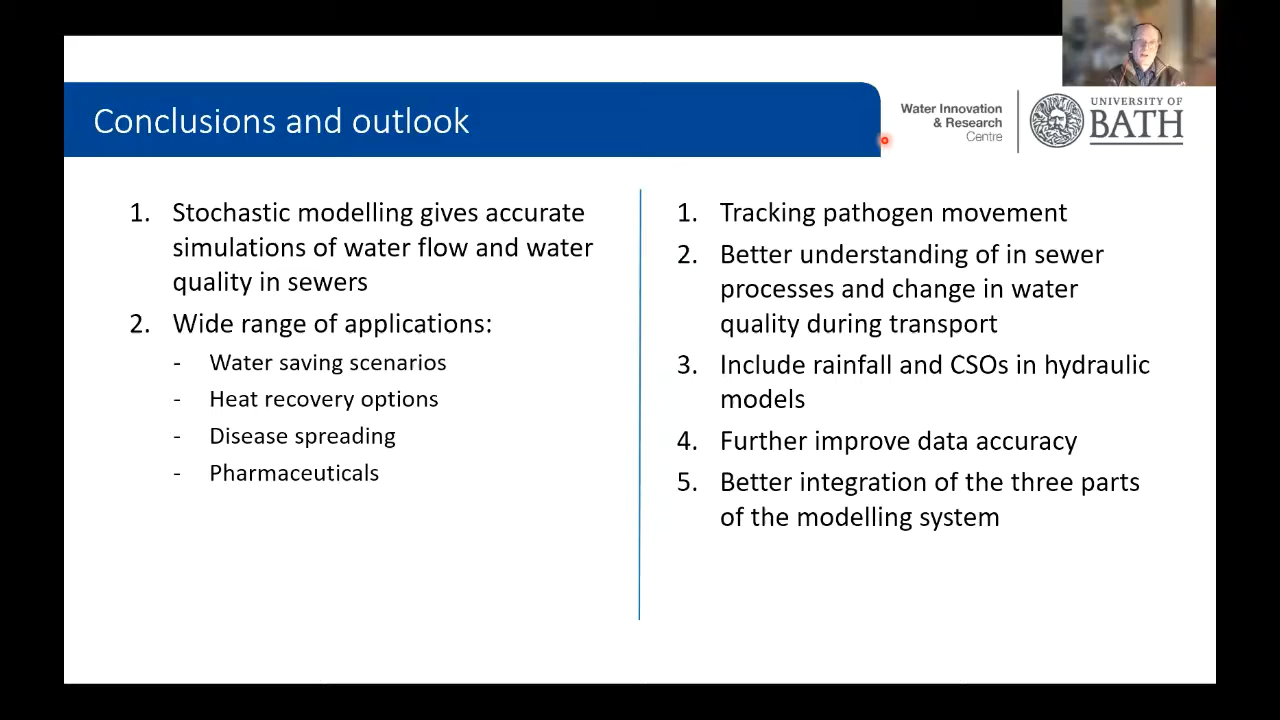 Conclusions and outlook
Water Innovation
& Research
Centre
UNIVERSITY OF
BATH
1. Stochastic modelling gives accurate
simulations of water flow and water
quality in sewers
2. Wide range of applications:
- Water saving scenarios
- Heat recovery options
- Disease spreading
- Pharmaceuticals
1. Tracking pathogen movement
2. Better understanding of in sewer
processes and change in water
quality during transport
3. Include rainfall and CSOs in hydraulic
models
4. Further improve data accuracy
5. Better integration of the three parts
of the modelling system